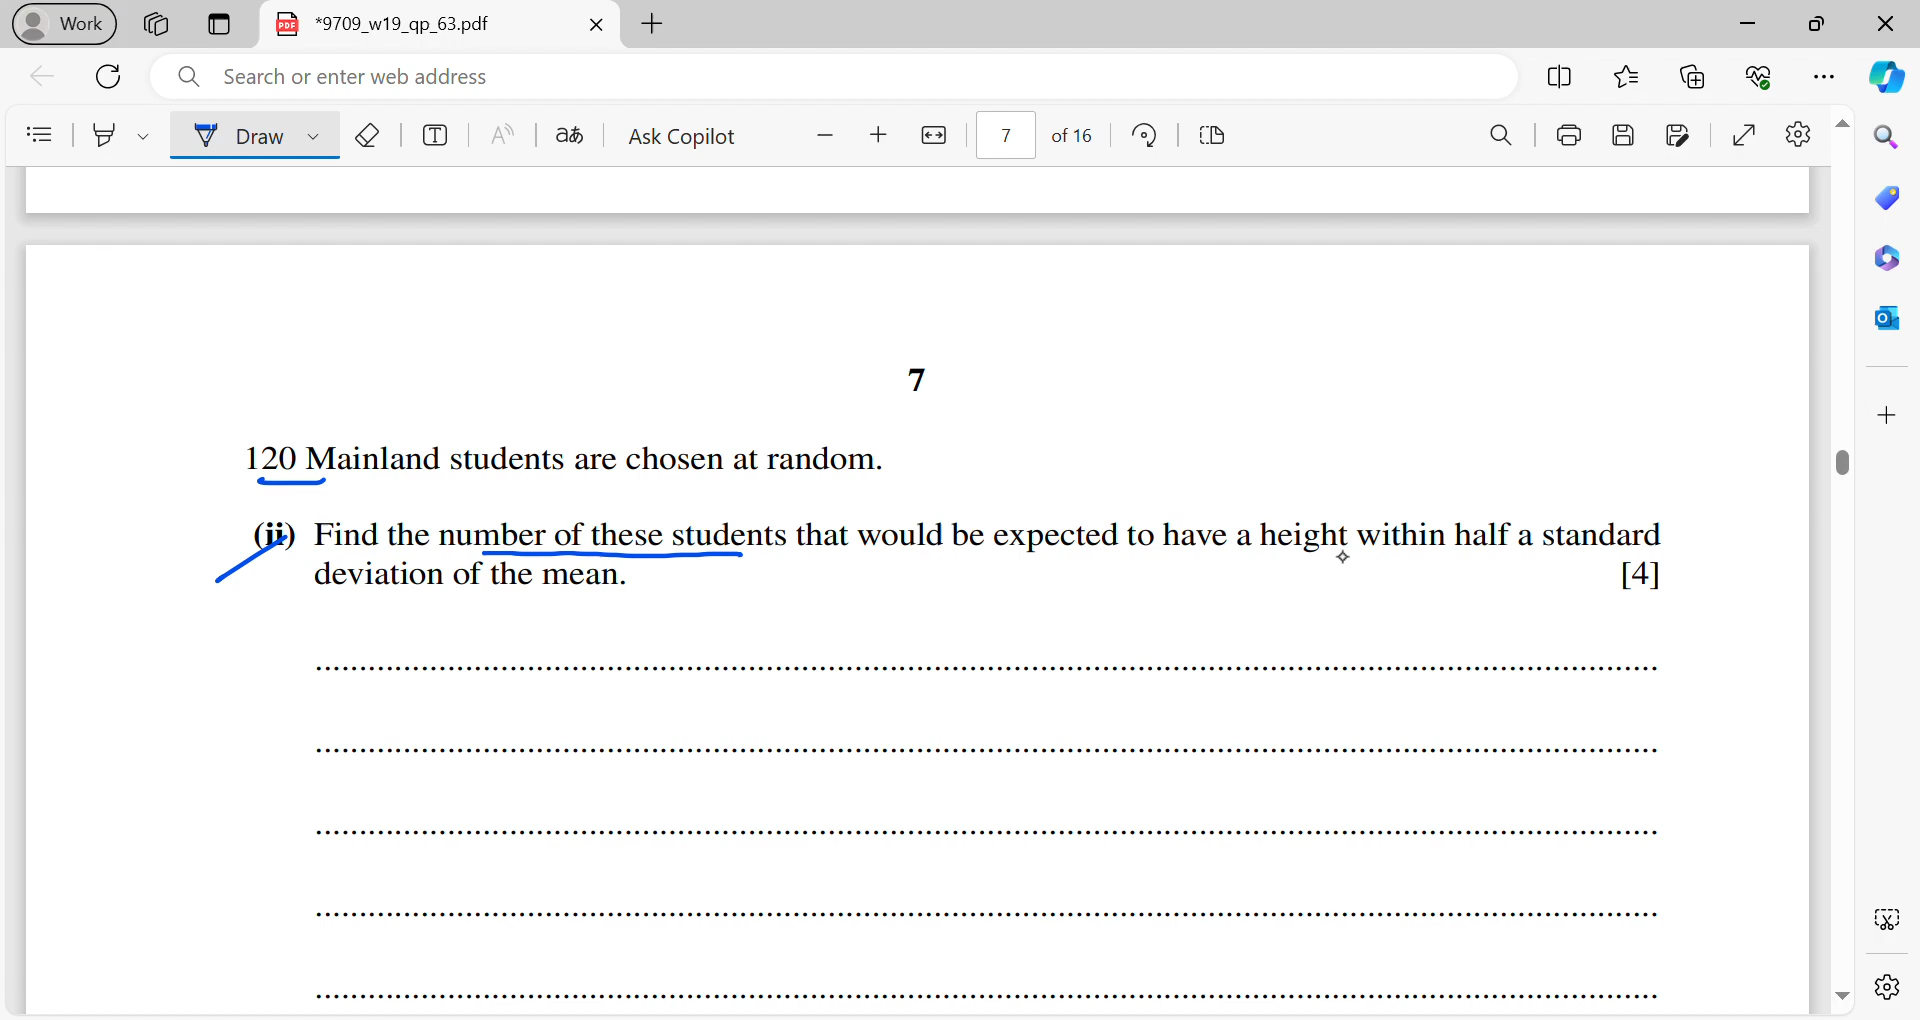 Work
*9709_w19_qp_63.pdf
Search or enter web address
Draw
T
A
aあ
Ask Copilot
7
of 16
7
120 Mainland students are chosen at random.
(ii) Find the number of these students that would be expected to have a height within half a standard
deviation of the mean. [4]